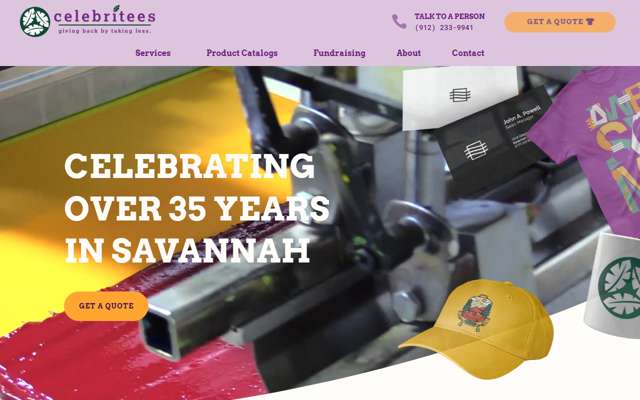 celebritees
giving back by taking less.
TALK TO A PERSON
(912) 233-9941
GET A QUOTE
Services
Product Catalogs
Fundraising
About
Contact
John A. Powell
CELEBRATING
OVER 35 YEARS
IN SAVANNAH
GET A QUOTE